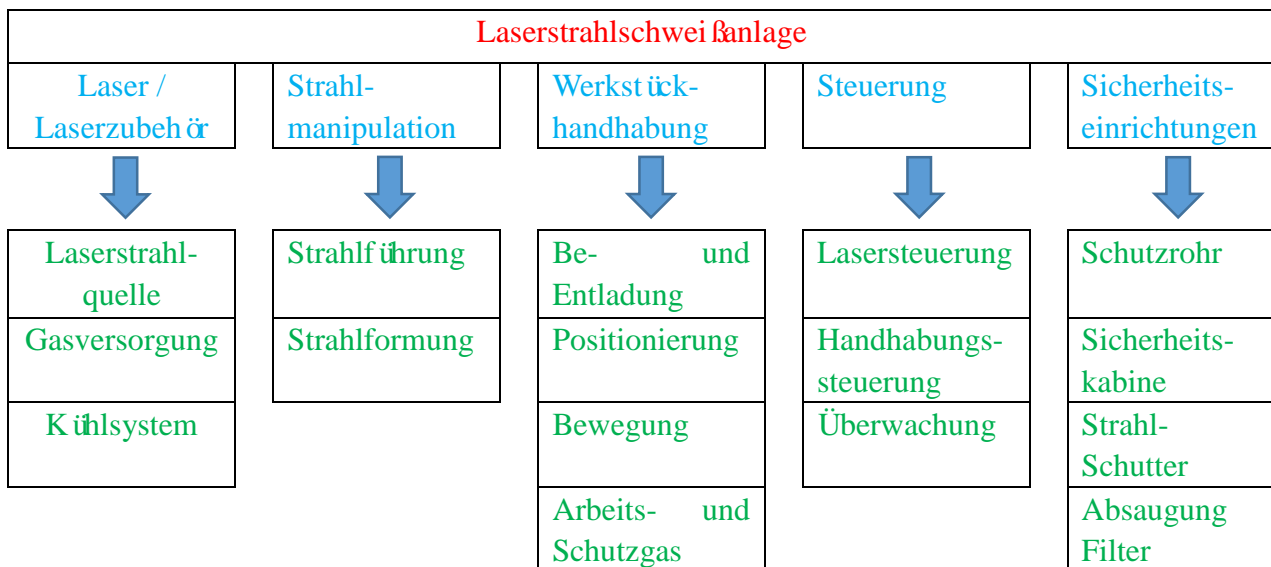 Laserstrahlschweißanlage
Laser /
Laserzubehör
Strahl-
manipulation
Werkstück-
handhabung
Steuerung
Sicherheits-
einrichtungen
Laserstrahl-
quelle
Strahlführung
Be- und
Entladung
Lasersteuerung
Schutzrohr
Gasversorgung
Strahlformung
Positionierung
Handhabungs-
steuerung
Sicherheits-
kabine
Kühlsystem
Bewegung
Überwachung
Strahl-
Schutter
Arbeits- und
Schutzgas
Absaugung
Filter